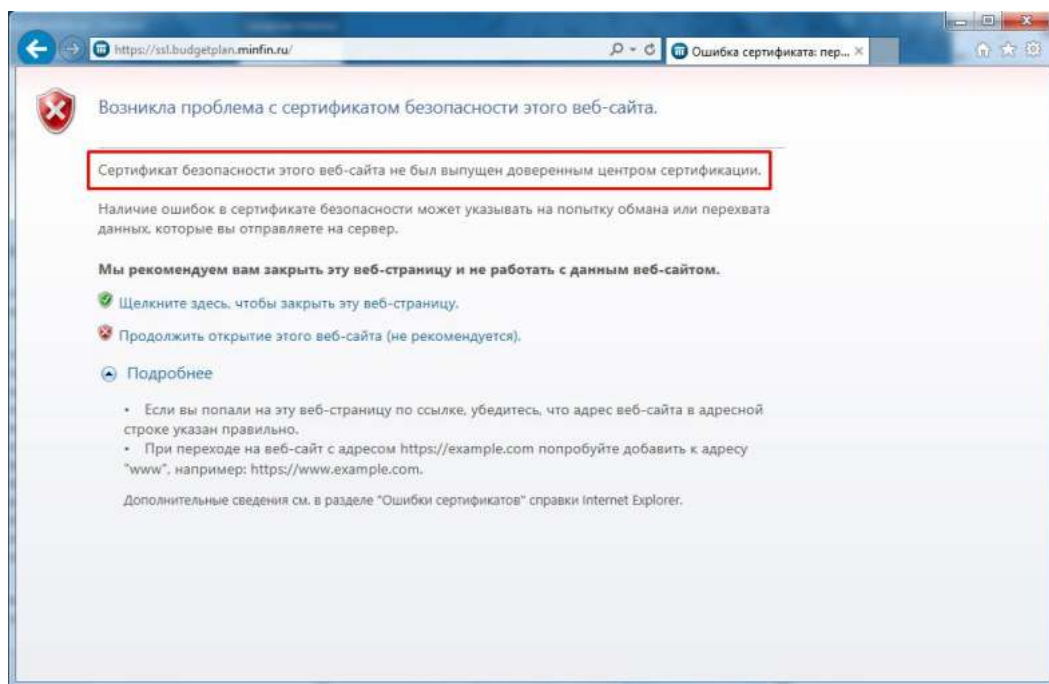 https://ssl.budgetplan.minfin.ru/
Ошибка сертификата: пер...
Возникла проблема с сертификатом безопасности этого веб-сайта.
Сертификат безопасности этого веб-сайта не был выпущен доверенным центром сертификации.
Наличие ошибок в сертификате безопасности может указывать на попытку обмана или перехвата
данных, которые вы отправляете на сервер.
Мы рекомендуем вам закрыть эту веб-страницу и не работать с данным веб-сайтом.
Щелкните здесь, чтобы закрыть эту веб-страницу.
Продолжить открытие этого веб-сайта (не рекомендуется).
Подробнее
• Если вы попали на эту веб-страницу по ссылке, убедитесь, что адрес веб-сайта в адресной
строке указан правильно.
• При переходе на веб-сайт с адресом https://example.com попробуйте добавить к адресу
"www", например: https://www.example.com.
Дополнительные сведения см. в разделе "Ошибки сертификатов" справки Internet Explorer.